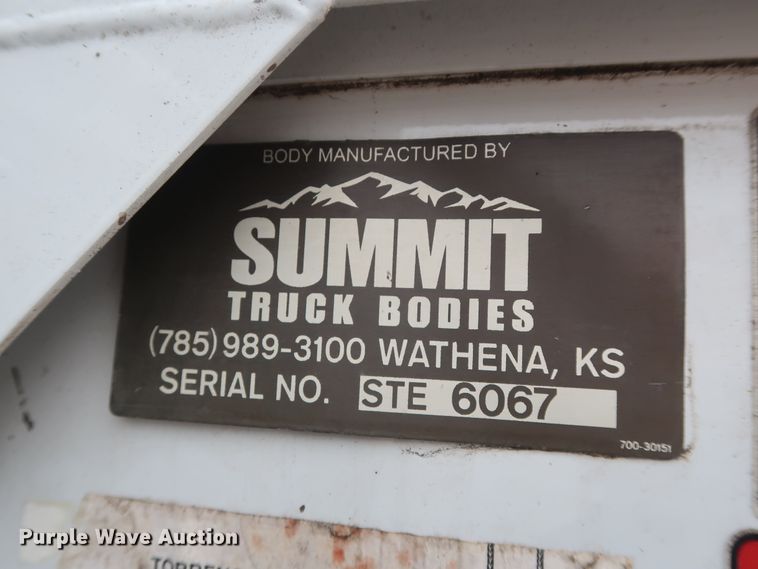 BODY MANUFACTURED BY
SUMMIT
TRUCK BODIES
(785) 989-3100 WATHENA, KS
SERIAL NO. STE 6067
700-30151
Purple Wave Auction